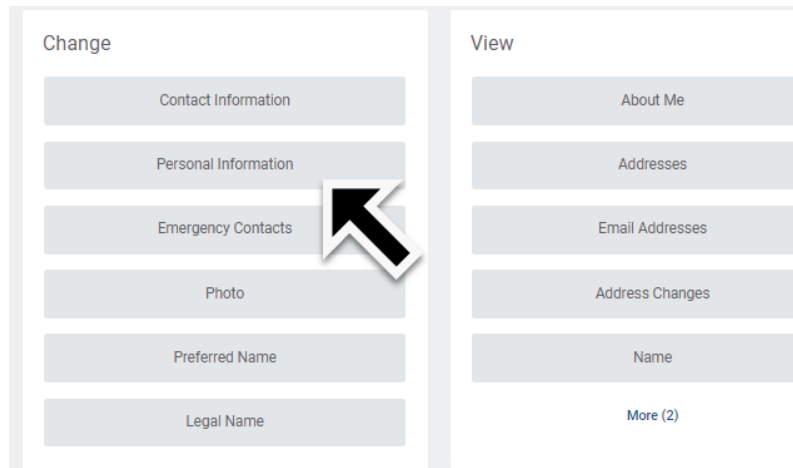 Change
Contact Information
Personal Information
Emergency Contacts
Photo
Preferred Name
Legal Name
View
About Me
Addresses
Email Addresses
Address Changes
Name
More (2)